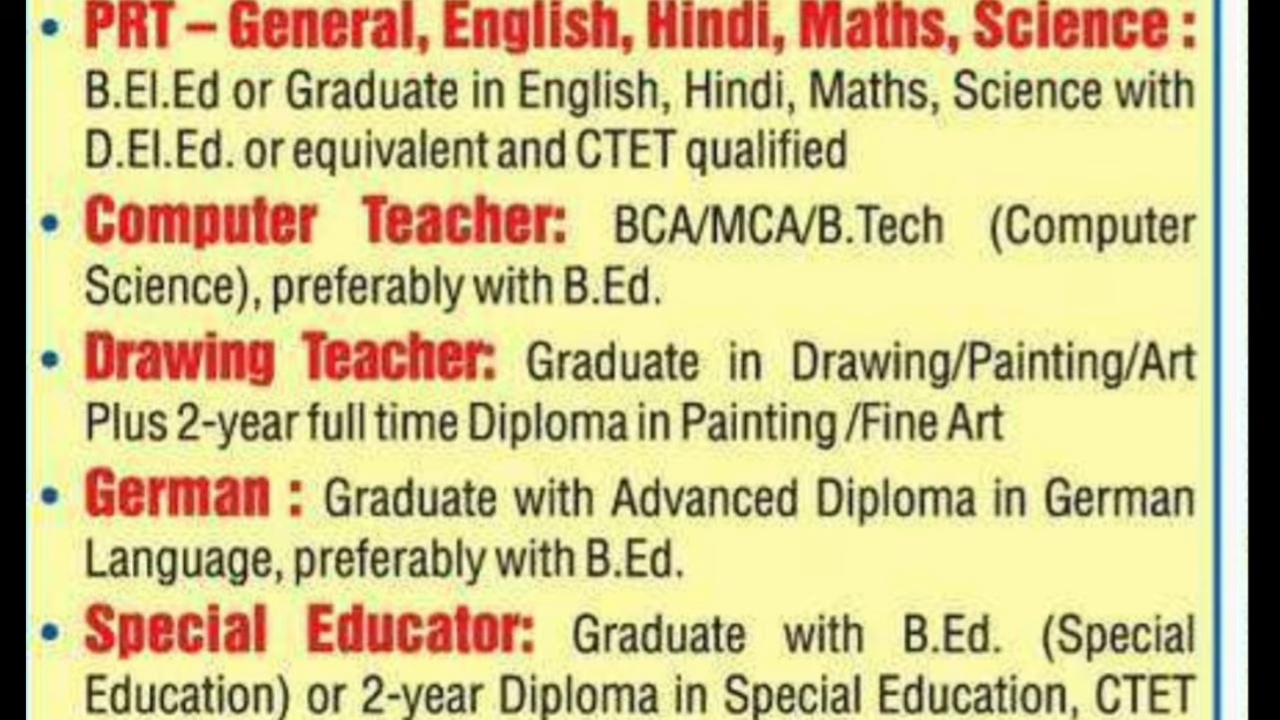 • PRT – General, English, Hindi, Maths, Science :
B.El.Ed or Graduate in English, Hindi, Maths, Science with
D.El.Ed. or equivalent and CTET qualified
• Computer Teacher: BCA/MCA/B.Tech (Computer
Science), preferably with B.Ed.
• Drawing Teacher: Graduate in Drawing/Painting/Art
Plus 2-year full time Diploma in Painting /Fine Art
• German : Graduate with Advanced Diploma in German
Language, preferably with B.Ed.
• Special Educator: Graduate with B.Ed. (Special
Education) or 2-year Diploma in Special Education, CTET